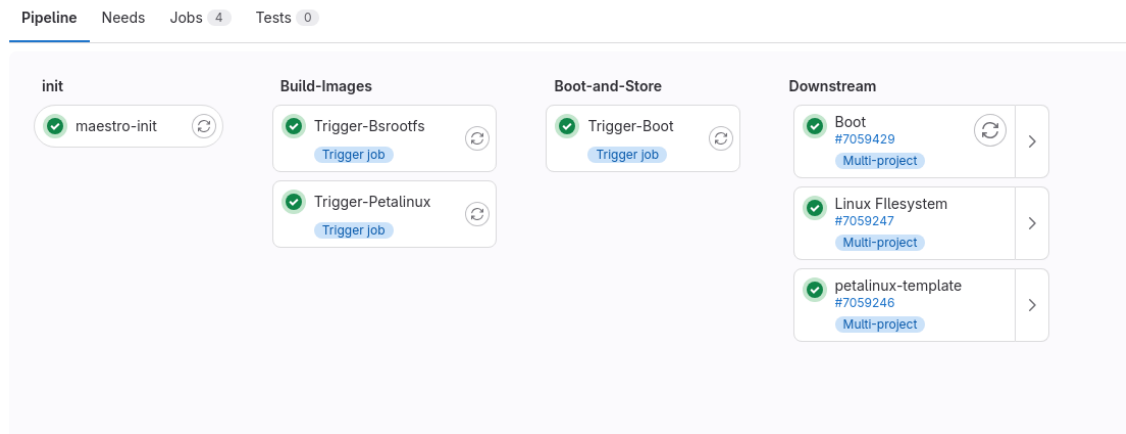 Pipeline Needs Jobs 4 Tests 0
init
maestro-init
Build-Images
Trigger-Bsrootfs
Trigger job
Trigger-Petalinux
Trigger job
Boot-and-Store
Trigger-Boot
Trigger job
Downstream
Boot
#7059429
Multi-project
Linux FIlesystem
#7059247
Multi-project
petalinux-template
#7059246
Multi-project